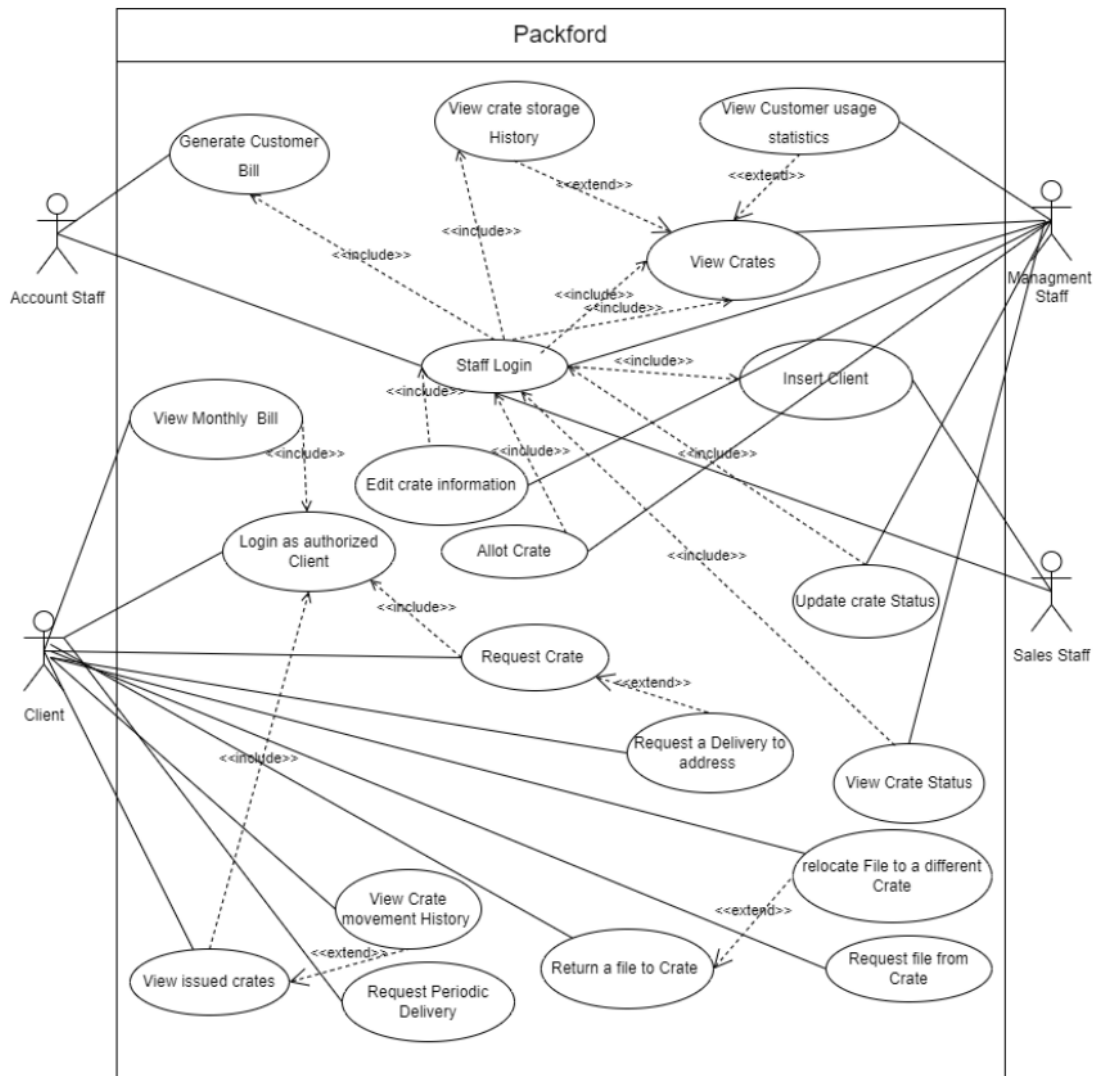 Packford
View crate storage
History
View Customer usage
statistics
Generate Customer
Bill
<<extend>>
<<extend>>
<<include>>
<<include>>
View Crates
Account Staff
Managment
Staff
<<include>>
<<include>>
Staff Login
<<include>>
Insert Client
<<include>>
View Monthly Bill
<<include>>
<<include>>
<<include>>
Edit crate information
Login as authorized
Client
Allot Crate
<<include>>
Update crate Status
<<include>>
Request Crate
Sales Staff
<<extend>>
Client
Request a Delivery to
address
<<include>>
View Crate Status
relocate File to a different
Crate
View Crate
movement History
<<extend>>
<<extend>>
View issued crates
Return a file to Crate
Request file from
Crate
Request Periodic
Delivery